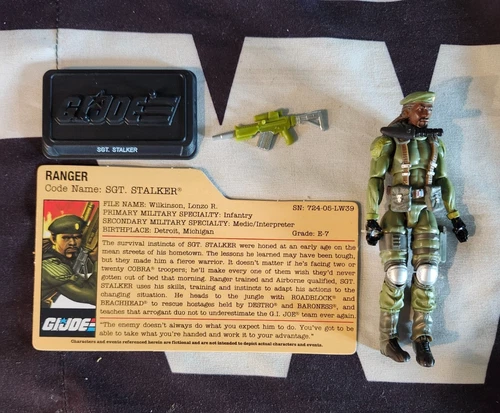 GI JOE
SGT. STALKER
RANGER
Code Name: SGT. STALKER®
FILE NAME: Wilkinson, Lonzo R. SN: 724-05-LW39
PRIMARY MILITARY SPECIALTY: Infantry
SECONDARY MILITARY SPECIALTY: Medic/Interpreter
BIRTHPLACE: Detroit, Michigan Grade: E-7
The survival instincts of SGT. STALKER were honed at an early age on the
mean streets of his hometown. The lessons he learned may have been tough,
but they made him a fierce warrior. It doesn't matter if he's facing two or
twenty COBRA® troopers; he'll make every one of them wish they'd never
gotten out of bed that morning. Ranger trained and Airborne qualified, SGT.
STALKER uses his skills, training and instincts to adapt his actions to the
changing situation. He heads to the jungle with ROADBLOCK® and
BEACHHEAD® to rescue hostages held by DESTRO® and BARONESS®, and
teaches that arrogant duo not to underestimate the G.I. JOE® team ever again.
GI JOE
"The enemy doesn't always do what you expect him to do. You've got to be
able to take what you're handed and work it to your advantage."
Characters and events referenced herein are fictional and are not intended to depict actual characters and events.